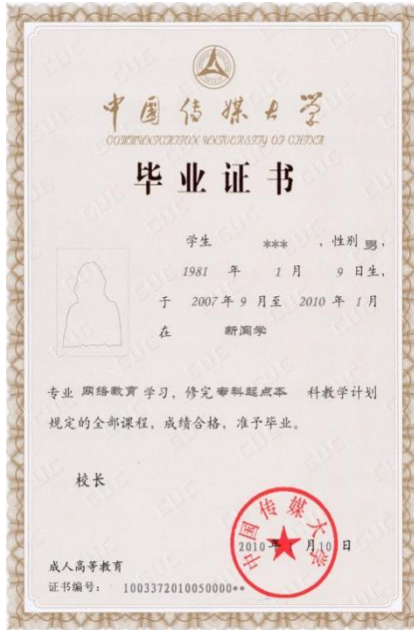 中国传媒大学
COMMUNICATION UNIVERSITY OF CHINA
毕业证书
学生 *** ，性别 男，
1981 年 1 月 9 日生，
于 2007 年 9 月至 2010 年 1 月
在 新闻学
专业 网络教育 学习，修完 专科起点本 科教学计划
规定的全部课程，成绩合格，准予毕业。
校长
中国传媒大学
2010 年 月 10 日
成人高等教育
证书编号： 1003372010050000**